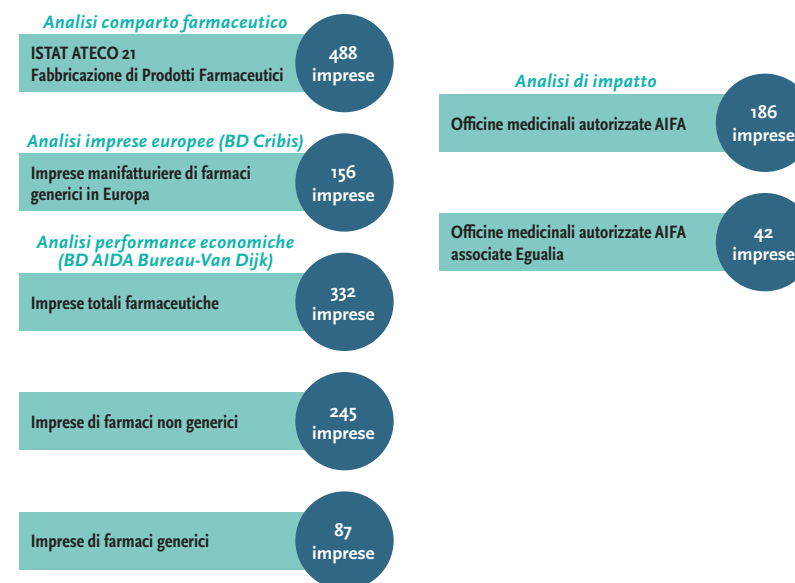 Analisi comparto farmaceutico
ISTAT ATECO 21
Fabbricazione di Prodotti Farmaceutici
488
imprese
Analisi imprese europee (BD Cribis)
Imprese manifatturiere di farmaci
generici in Europa
156
imprese
Analisi performance economiche
(BD AIDA Bureau-Van Dijk)
Imprese totali farmaceutiche
332
imprese
Imprese di farmaci non generici
245
imprese
Imprese di farmaci generici
87
imprese
Analisi di impatto
Officine medicinali autorizzate AIFA
186
imprese
Officine medicinali autorizzate AIFA
associate Egualia
42
imprese